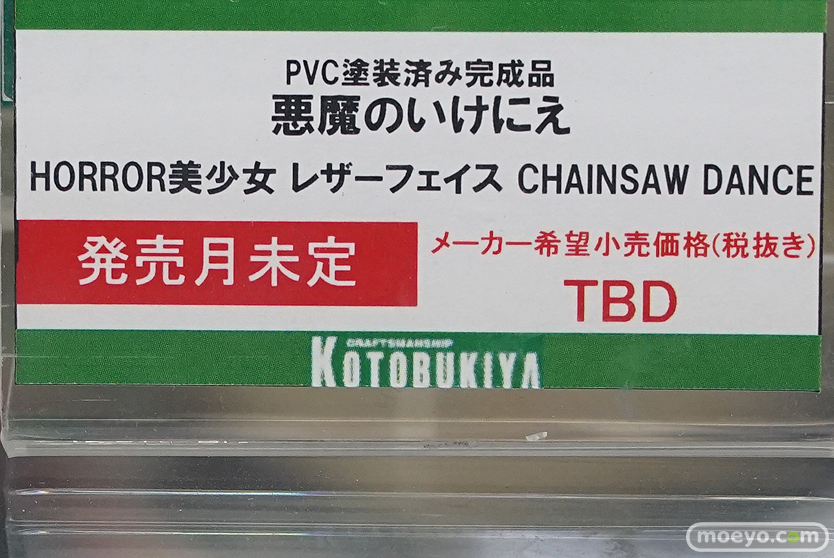 PVC塗装済み完成品
悪魔のいけにえ
HORROR美少女 レザーフェイス CHAINSAW DANCE
発売月未定
メーカー希望小売価格(税抜き)
TBD
CRAFTSMANSHIP
KOTOBUKIYA
moeyo.com